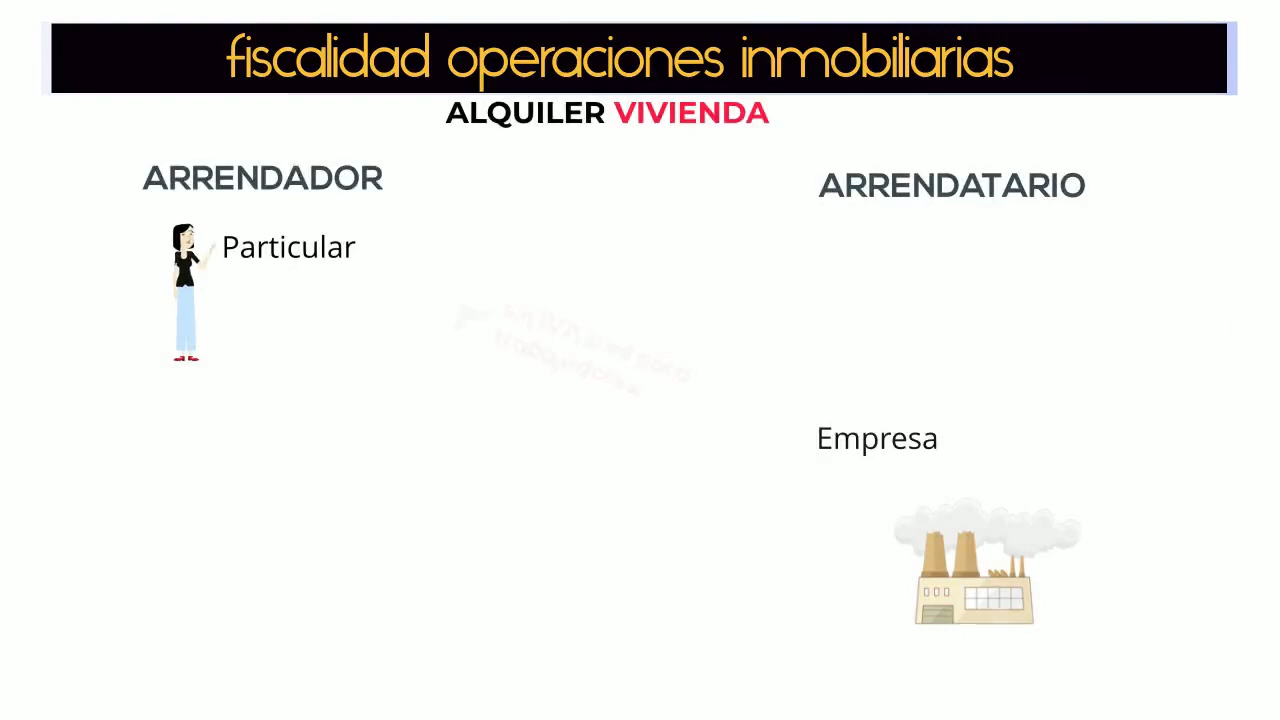 fiscalidad operaciones inmobiliarias
ALQUILER VIVIENDA
ARRENDADOR
ARRENDATARIO
Particular
Empresa